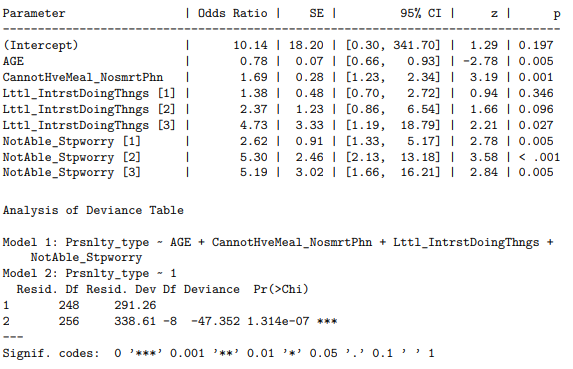 Parameter | Odds Ratio | SE | 95% CI | z | p
-----------------------------------------------------------------------------
(Intercept) | 10.14 | 18.20 | [0.30, 341.70] | 1.29 | 0.197
AGE | 0.78 | 0.07 | [0.66, 0.93] | -2.78 | 0.005
CannotHveMeal_NosmrtPhn | 1.69 | 0.28 | [1.23, 2.34] | 3.19 | 0.001
Lttl_IntrstDoingThngs [1] | 1.38 | 0.48 | [0.70, 2.72] | 0.94 | 0.346
Lttl_IntrstDoingThngs [2] | 2.37 | 1.23 | [0.86, 6.54] | 1.66 | 0.096
Lttl_IntrstDoingThngs [3] | 4.73 | 3.33 | [1.19, 18.79] | 2.21 | 0.027
NotAble_Stpworry [1] | 2.62 | 0.91 | [1.33, 5.17] | 2.78 | 0.005
NotAble_Stpworry [2] | 5.30 | 2.46 | [2.13, 13.18] | 3.58 | < .001
NotAble_Stpworry [3] | 5.19 | 3.02 | [1.66, 16.21] | 2.84 | 0.005
Analysis of Deviance Table
Model 1: Prsnlty_type ~ AGE + CannotHveMeal_NosmrtPhn + Lttl_IntrstDoingThngs +
NotAble_Stpworry
Model 2: Prsnlty_type ~ 1
Resid. Df Resid. Dev Df Deviance Pr(>Chi)
1 248 291.26
2 256 338.61 -8 -47.352 1.314e-07 ***
---
Signif. codes: 0 '***' 0.001 '**' 0.01 '*' 0.05 '.' 0.1 ' ' 1